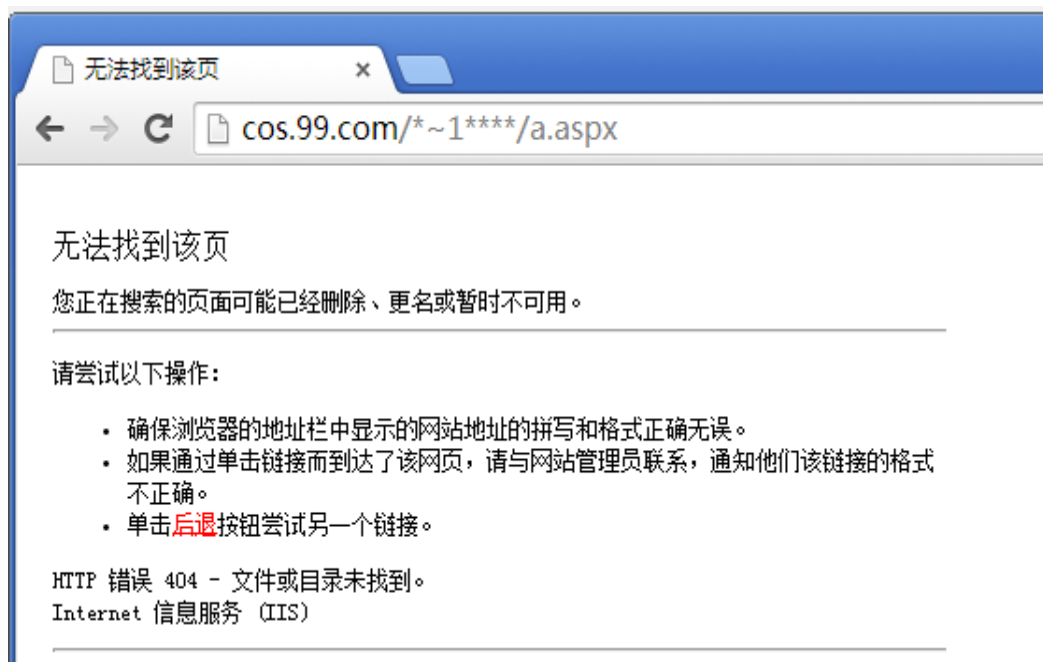 无法找到该页
cos.99.com/*~1****/a.aspx
无法找到该页
您正在搜索的页面可能已经删除、更名或暂时不可用。
请尝试以下操作：
• 确保浏览器的地址栏中显示的网站地址的拼写和格式正确无误。
• 如果通过单击链接而到达了该网页，请与网站管理员联系，通知他们该链接的格式
不正确。
• 单击后退按钮尝试另一个链接。
HTTP 错误 404 - 文件或目录未找到。
Internet 信息服务 (IIS)